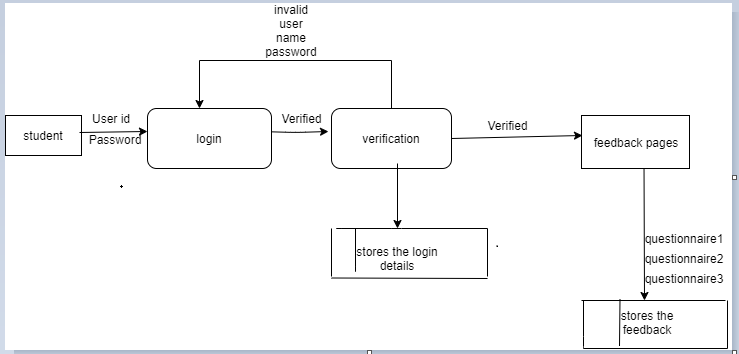 invalid
user
name
password
User id
Password
student
login
Verified
verification
Verified
feedback pages
stores the login
details
questionnaire1
questionnaire2
questionnaire3
stores the
feedback